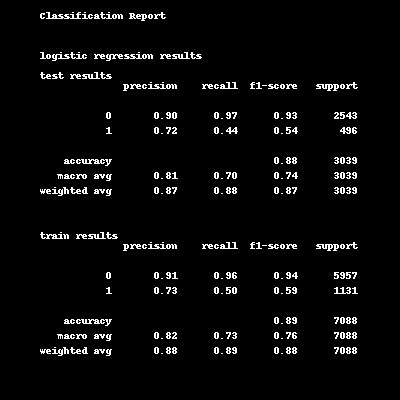 Classification Report
logistic regression results
test results
precision recall f1-score support
0 0.90 0.97 0.93 2543
1 0.72 0.44 0.54 496
accuracy 0.88 3039
macro avg 0.81 0.70 0.74 3039
weighted avg 0.87 0.88 0.87 3039
train results
precision recall f1-score support
0 0.91 0.96 0.94 5957
1 0.73 0.50 0.59 1131
accuracy 0.89 7088
macro avg 0.82 0.73 0.76 7088
weighted avg 0.88 0.89 0.88 7088